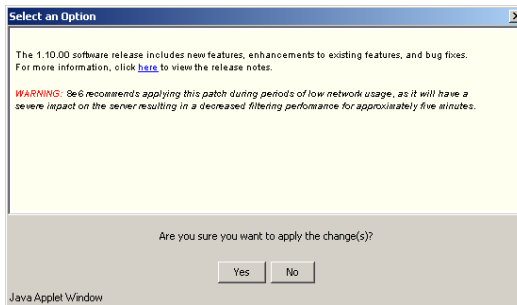 Select an Option
The 1.10.00 software release includes new features, enhancements to existing features, and bug fixes.
For more information, click here to view the release notes.
WARNING: 8e6 recommends applying this patch during periods of low network usage, as it will have a
severe impact on the server resulting in a decreased filtering performance for approximately five minutes.
Are you sure you want to apply the change(s)?
Yes No
Java Applet Window